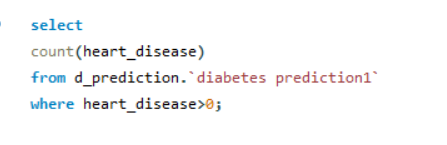 select
count(heart_disease)
from d_prediction.`diabetes prediction1`
where heart_disease>0;